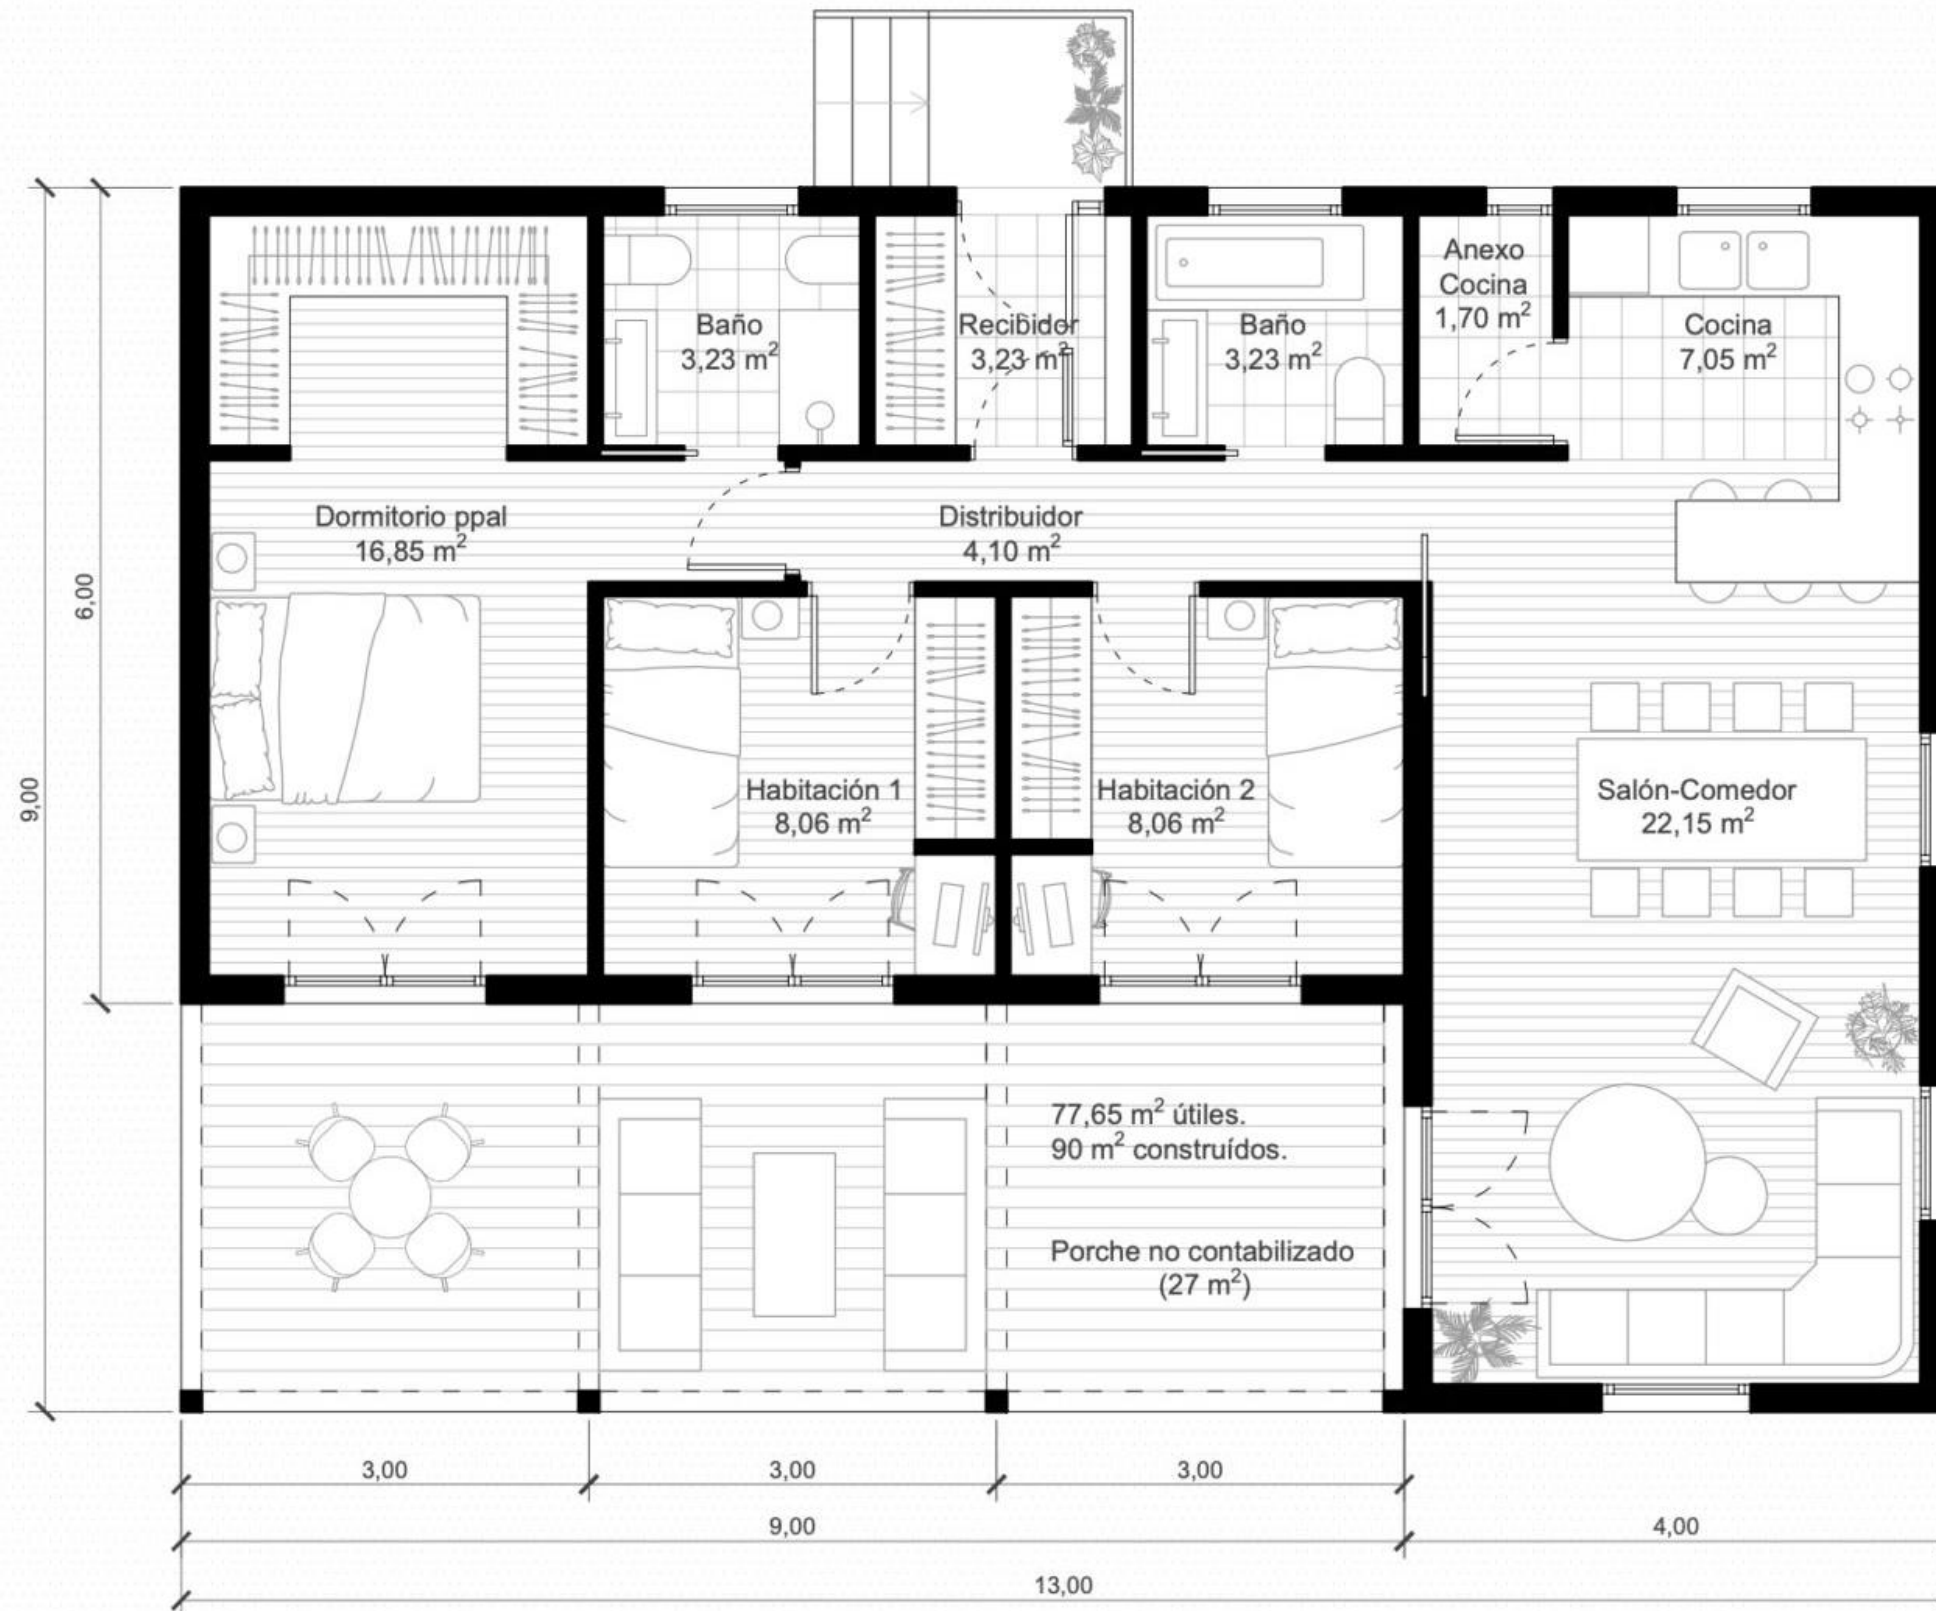 Anexo
Cocina
1,70 m²
Baño
3,23 m²
Recibidor
3,23 m²
Baño
3,23 m²
Cocina
7,05 m²
Dormitorio ppal
16,85 m²
Distribuidor
4,10 m²
6,00
9,00
Habitación 1
8,06 m²
Habitación 2
8,06 m²
Salón-Comedor
22,15 m²
77,65 m² útiles.
90 m² construídos.
Porche no contabilizado
(27 m²)
3,00
3,00
3,00
9,00
4,00
13,00